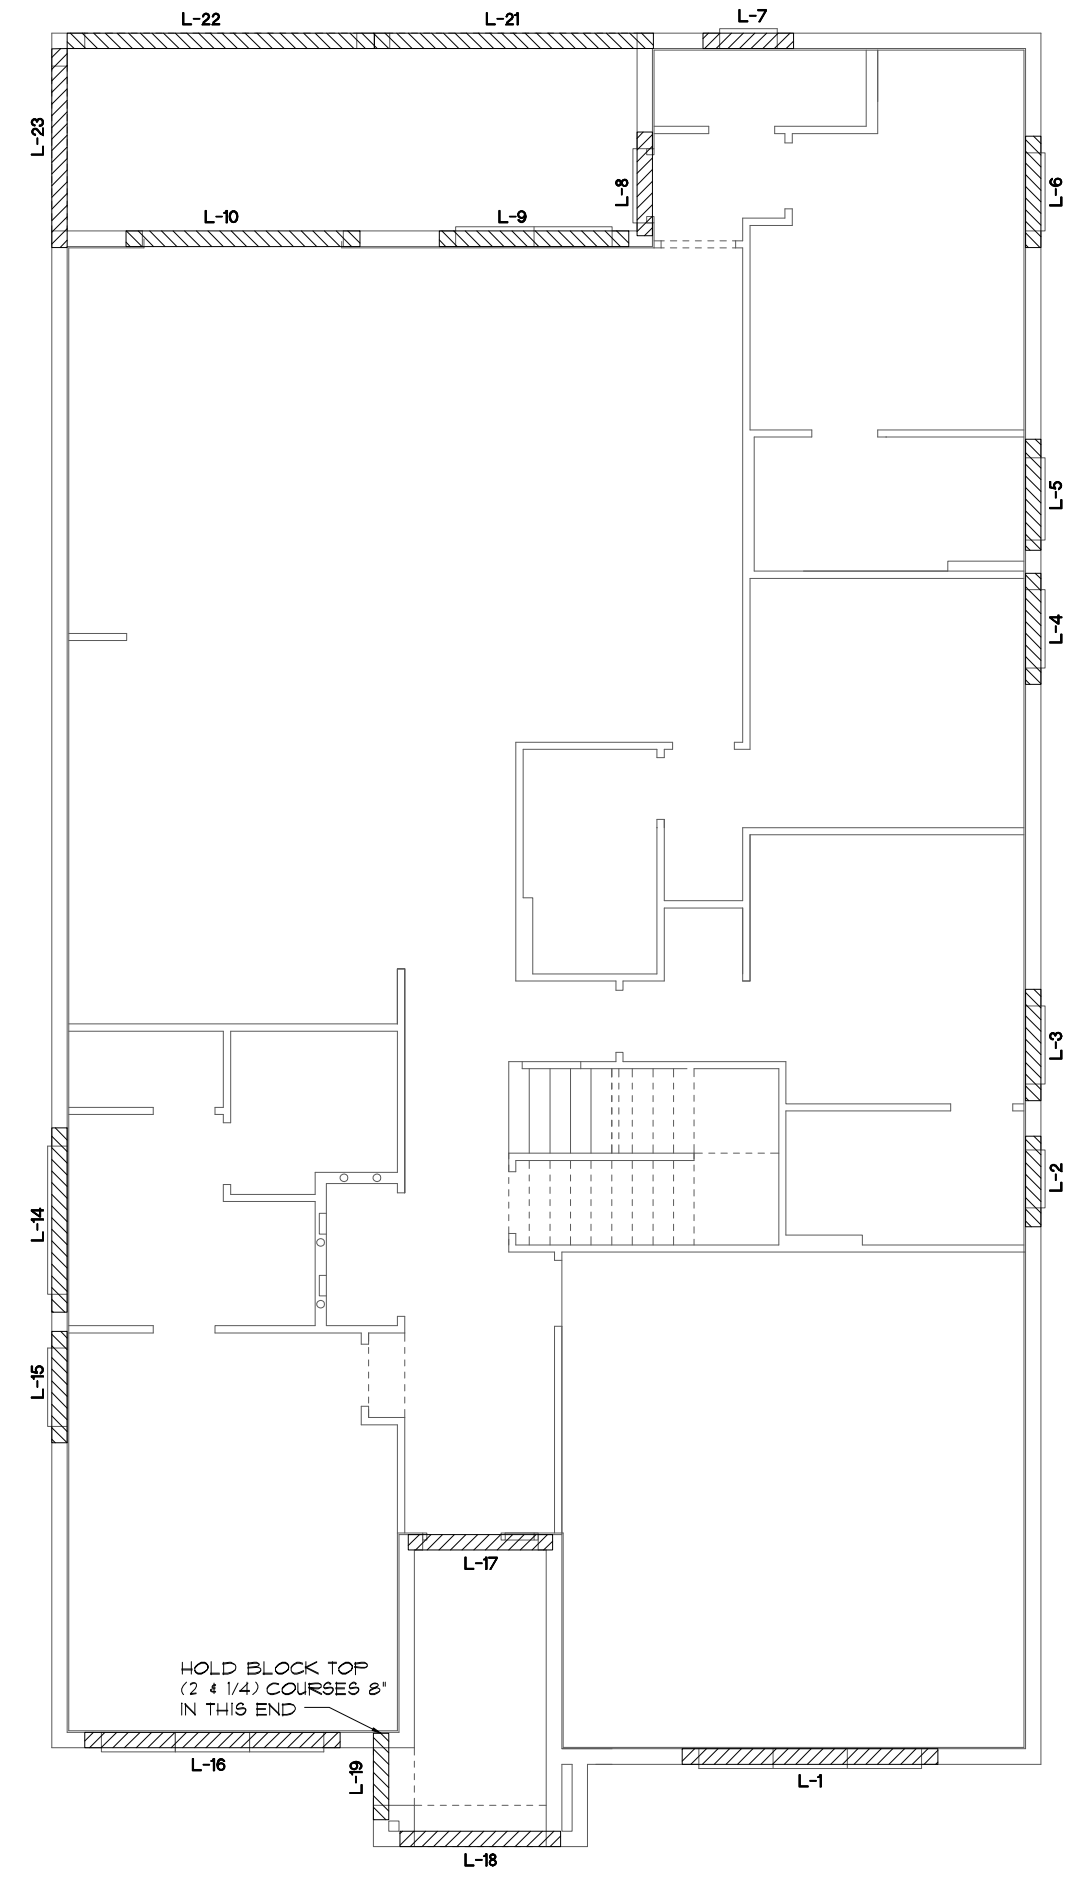 L-22
L-21
L-7
L-23
L-8
L-6
L-10
L-9
L-5
L-4
L-3
L-2
L-14
L-15
L-17
HOLD BLOCK TOP
(2 & 1/4) COURSES 8"
IN THIS END
L-16
L-19
L-1
L-18